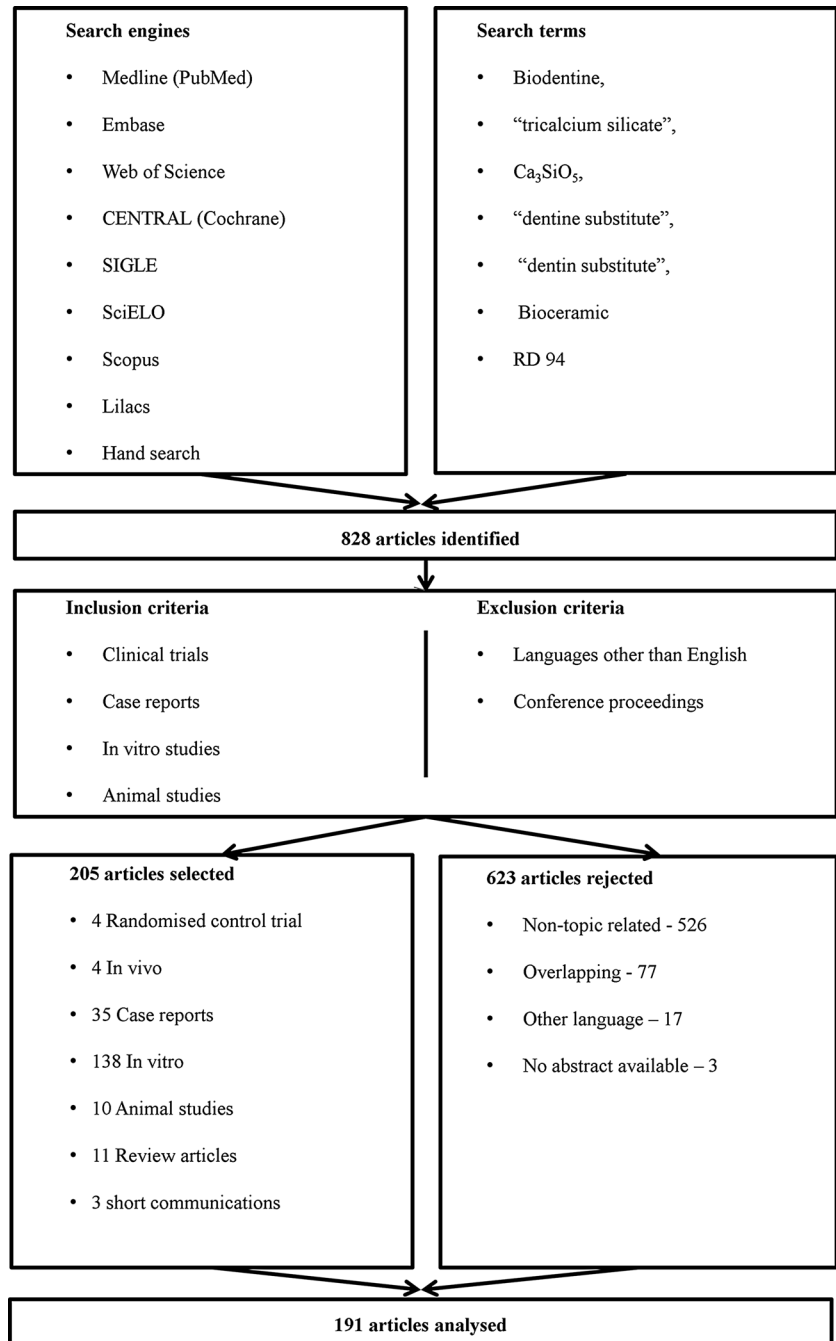 Search engines
• Medline (PubMed)
• Embase
• Web of Science
• CENTRAL (Cochrane)
• SIGLE
• SciELO
• Scopus
• Lilacs
• Hand search
Search terms
• Biodentine,
• “tricalcium silicate”,
• Ca₃SiO₅,
• “dentine substitute”,
• “dentin substitute”,
• Bioceramic
• RD 94
828 articles identified
Inclusion criteria
• Clinical trials
• Case reports
• In vitro studies
• Animal studies
Exclusion criteria
• Languages other than English
• Conference proceedings
205 articles selected
• 4 Randomised control trial
• 4 In vivo
• 35 Case reports
• 138 In vitro
• 10 Animal studies
• 11 Review articles
• 3 short communications
623 articles rejected
• Non-topic related - 526
• Overlapping - 77
• Other language – 17
• No abstract available – 3
191 articles analysed